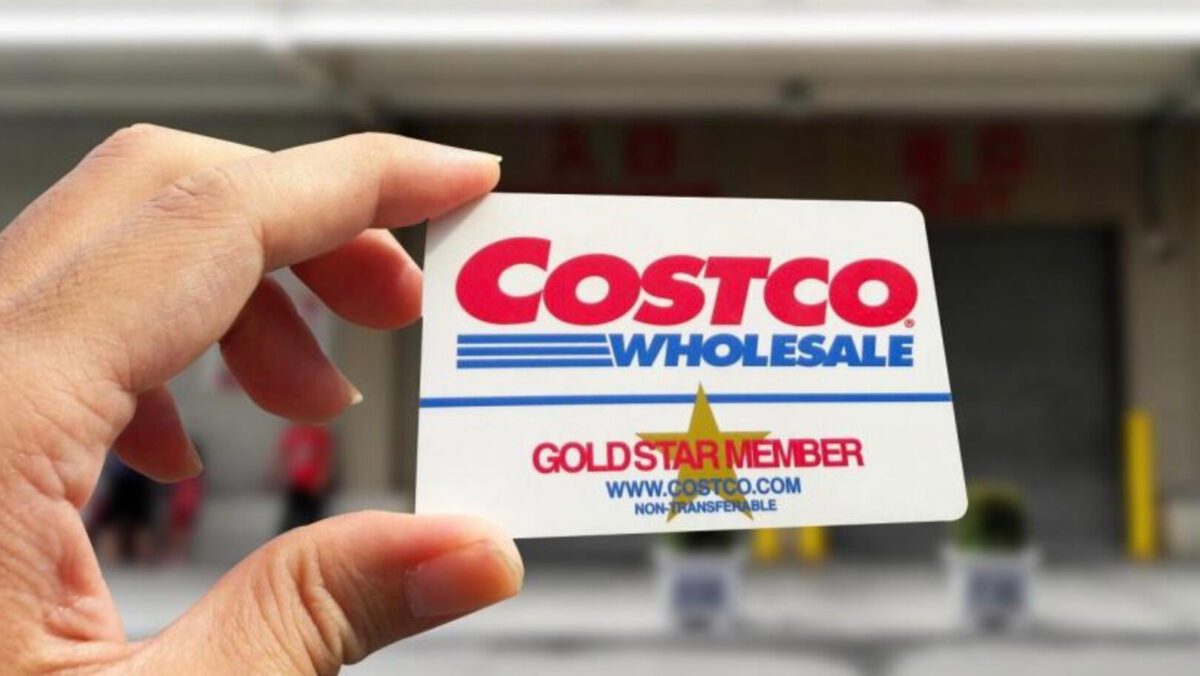 COSTCO
WHOLESALE
GOLD STAR MEMBER
WWW.COSTCO.COM
NON-TRANSFERABLE